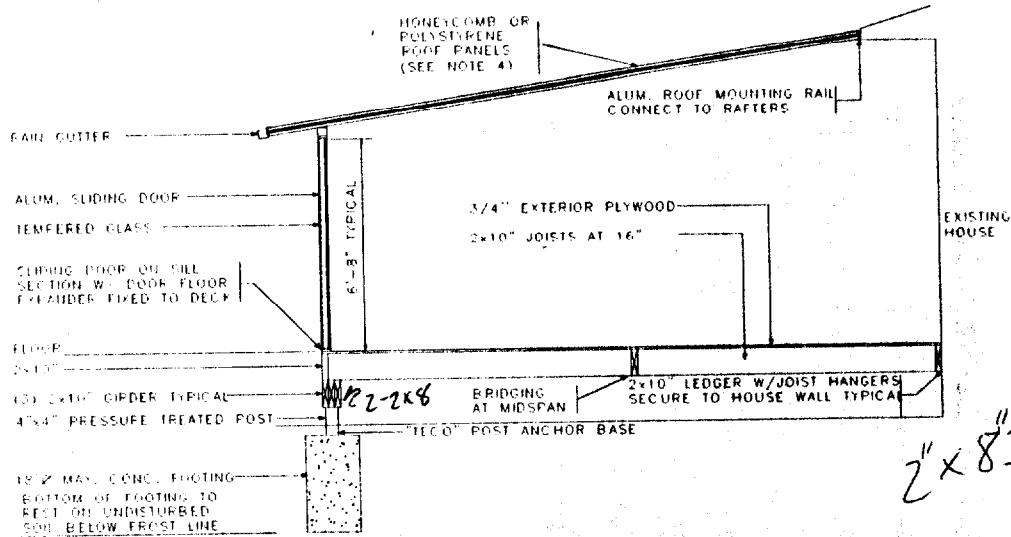 HONEYCOMB OR
POLYSTYRENE
ROOF PANELS
(SEE NOTE 4)
ALUM. ROOF MOUNTING RAIL
CONNECT TO RAFTERS
RAIN GUTTER
ALUM. SLIDING DOOR
TEMPERED GLASS
6'-8" TYPICAL
3/4" EXTERIOR PLYWOOD
2x10" JOISTS AT 16"
EXISTING
HOUSE
SLIDING DOOR ON SILL
SECTION W/ DOOR FLOOR
EXPANDER FIXED TO DECK
FLOOR
2x10"
(3) 2x10" GIRDER TYPICAL
2-2x8
BRIDGING
AT MIDSPAN
2x10" LEDGER W/JOIST HANGERS
SECURE TO HOUSE WALL TYPICAL
4"x4" PRESSURE TREATED POST
"TECO" POST ANCHOR BASE
2"x8"
18"Ø MAY. CONC. FOOTING
BOTTOM OF FOOTING TO
REST ON UNDISTURBED
SOIL BELOW FROST LINE